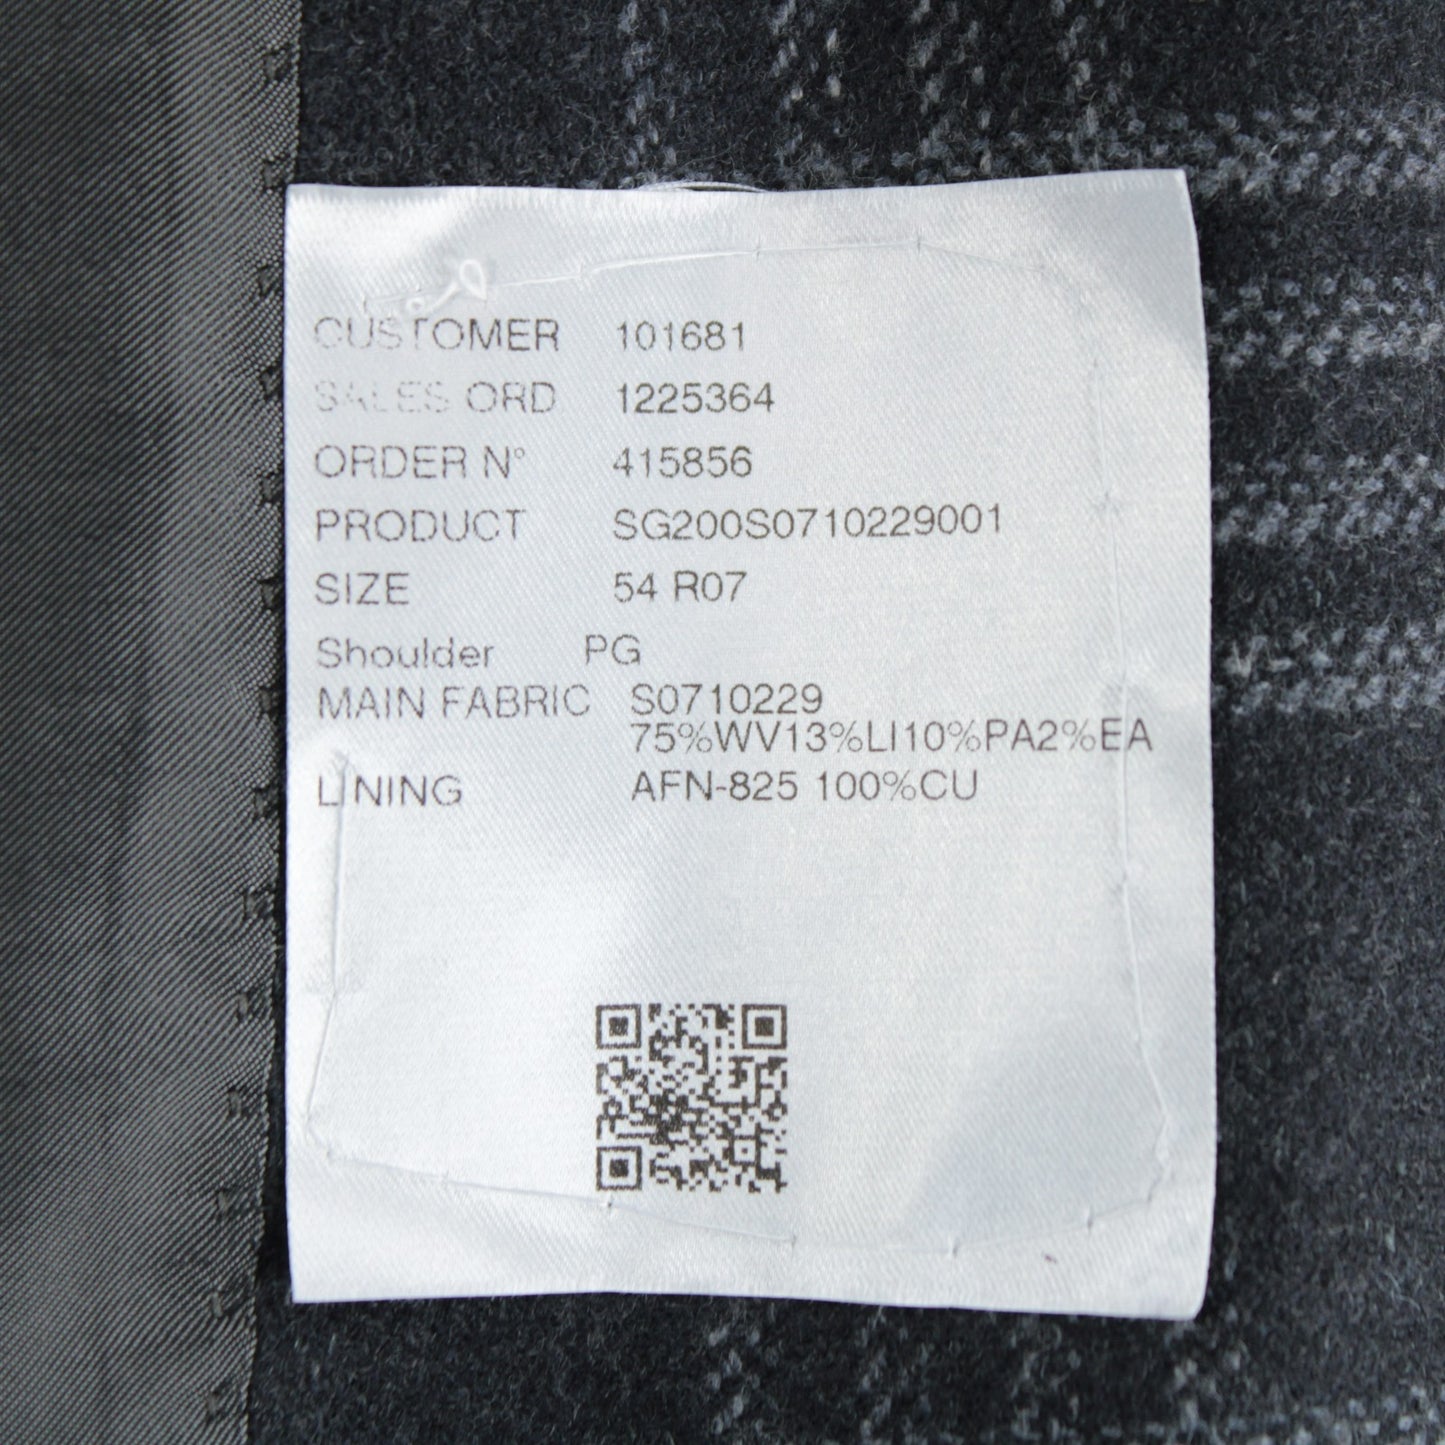 CUSTOMER 101681
SALES ORD 1225364
ORDER N° 415856
PRODUCT SG200S0710229001
SIZE 54 R07
Shoulder PG
MAIN FABRIC S0710229
75%WV13%LI10%PA2%EA
LINING AFN-825 100%CU